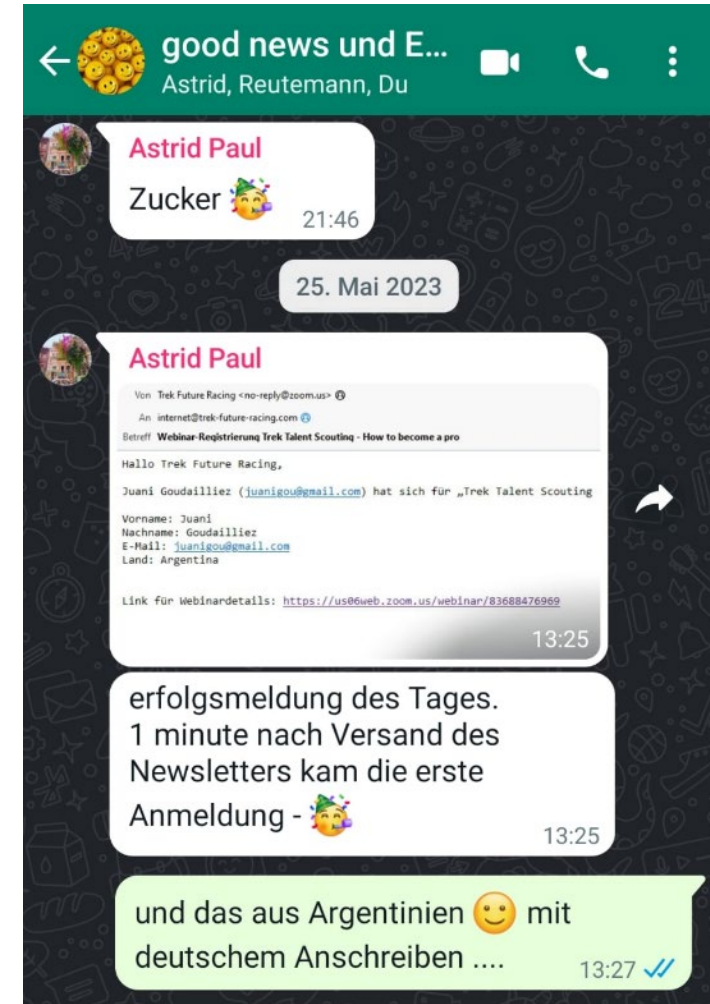 good news und E...
Astrid, Reutemann, Du
Astrid Paul
Zucker 🥳
21:46
25. Mai 2023
Astrid Paul
Von Trek Future Racing <no-reply@zoom.us>
An internet@trek-future-racing.com
Betreff Webinar-Registrierung Trek Talent Scouting - How to become a pro
Hallo Trek Future Racing,
Juani Goudailliez (juanigou@gmail.com) hat sich für „Trek Talent Scouting
Vorname: Juani
Nachname: Goudailliez
E-Mail: juanigou@gmail.com
Land: Argentina
Link für Webinardetails: https://us06web.zoom.us/webinar/83688476969
13:25
erfolgsmeldung des Tages.
1 minute nach Versand des
Newsletters kam die erste
Anmeldung - 🥳
13:25
und das aus Argentinien 🙂 mit
deutschem Anschreiben ....
13:27